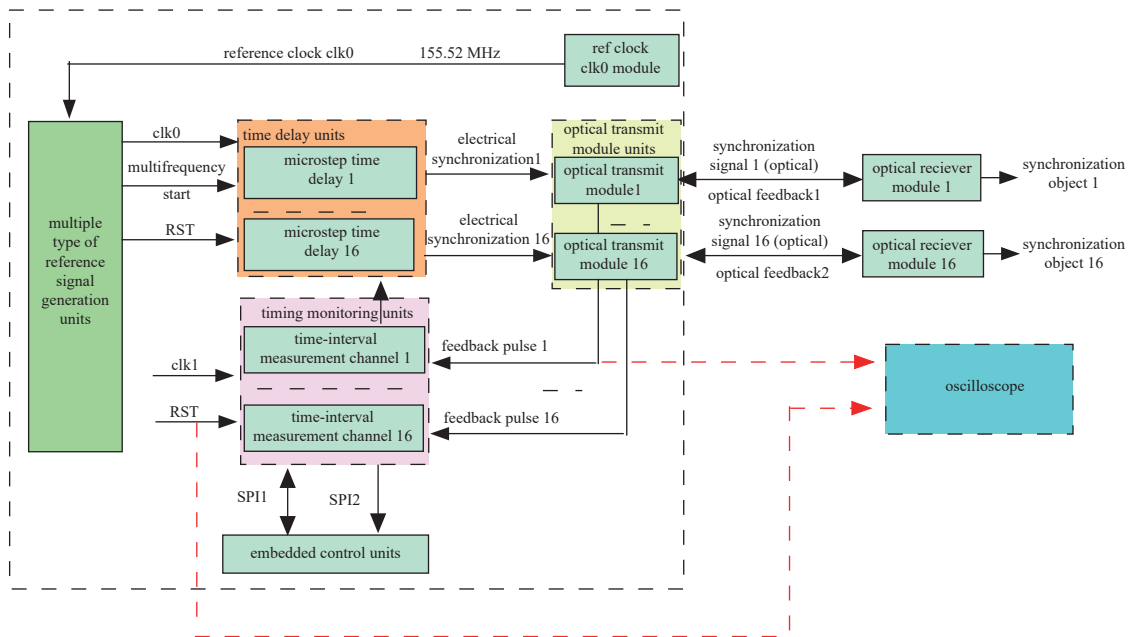 reference clock clk0 155.52 MHz
ref clock
clk0 module
clk0
multifrequency
start
RST
multiple
type of
reference
signal
generation
units
time delay units
microstep time
delay 1
microstep time
delay 16
electrical
synchronization1
electrical
synchronization 16
optical transmit
module units
optical transmit
module1
optical transmit
module 16
synchronization
signal 1 (optical)
optical feedback1
synchronization
signal 16 (optical)
optical feedback2
optical reciever
module 1
optical reciever
module 16
synchronization
object 1
synchronization
object 16
timing monitoring units
time-interval
measurement channel 1
time-interval
measurement channel 16
clk1
RST
feedback pulse 1
feedback pulse 16
oscilloscope
SPI1
SPI2
embedded control units